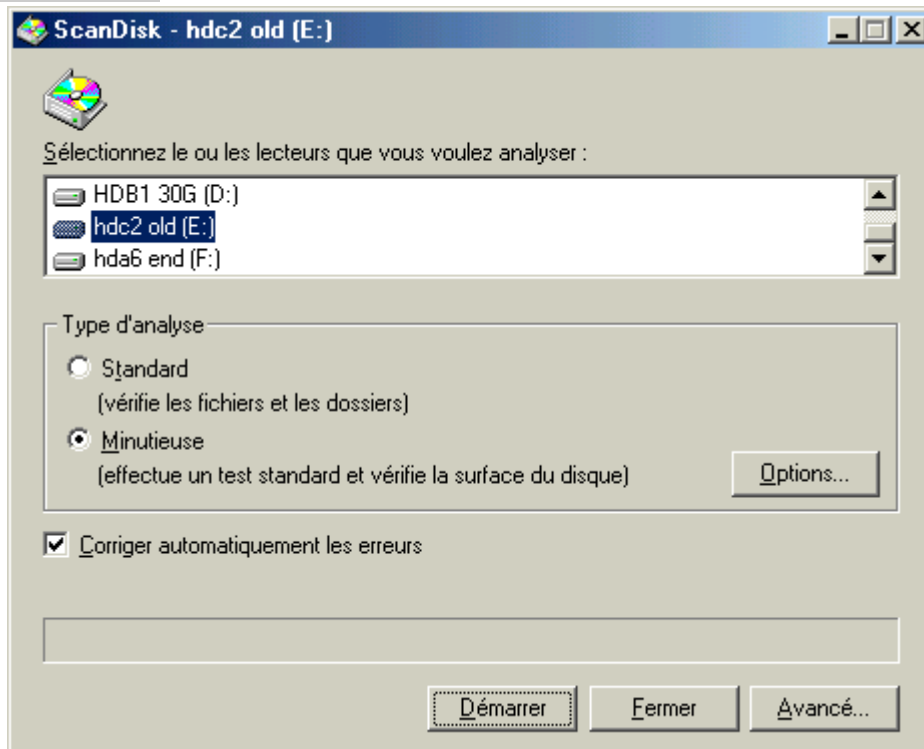 ScanDisk - hdc2 old (E:)
Sélectionnez le ou les lecteurs que vous voulez analyser :
HDB1 30G (D:)
hdc2 old (E:)
hda6 end (F:)
Type d'analyse
Standard
(vérifie les fichiers et les dossiers)
Minutieuse
(effectue un test standard et vérifie la surface du disque)
Options...
Corriger automatiquement les erreurs
Démarrer
Fermer
Avancé...